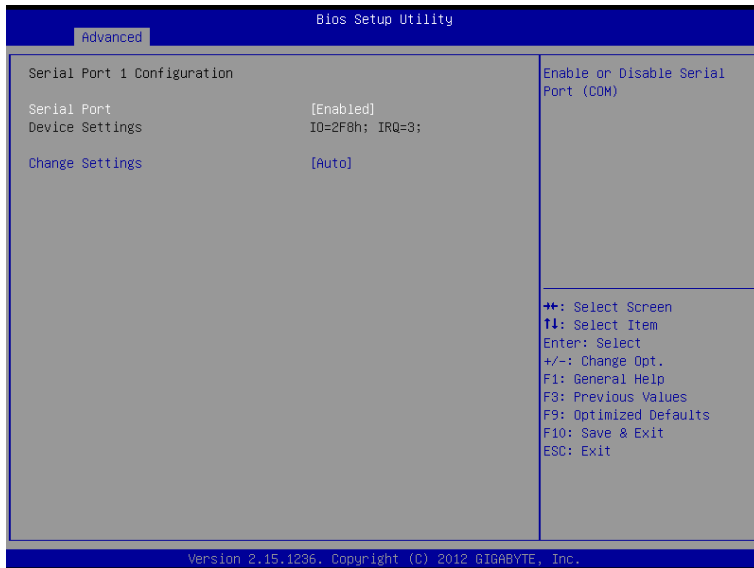 Bios Setup Utility
Advanced
Serial Port 1 Configuration
Serial Port [Enabled]
Device Settings IO=2F8h; IRQ=3;
Change Settings [Auto]
Enable or Disable Serial
Port (COM)
→←: Select Screen
↑↓: Select Item
Enter: Select
+/-: Change Opt.
F1: General Help
F3: Previous Values
F9: Optimized Defaults
F10: Save & Exit
ESC: Exit
Version 2.15.1236. Copyright (C) 2012 GIGABYTE, Inc.